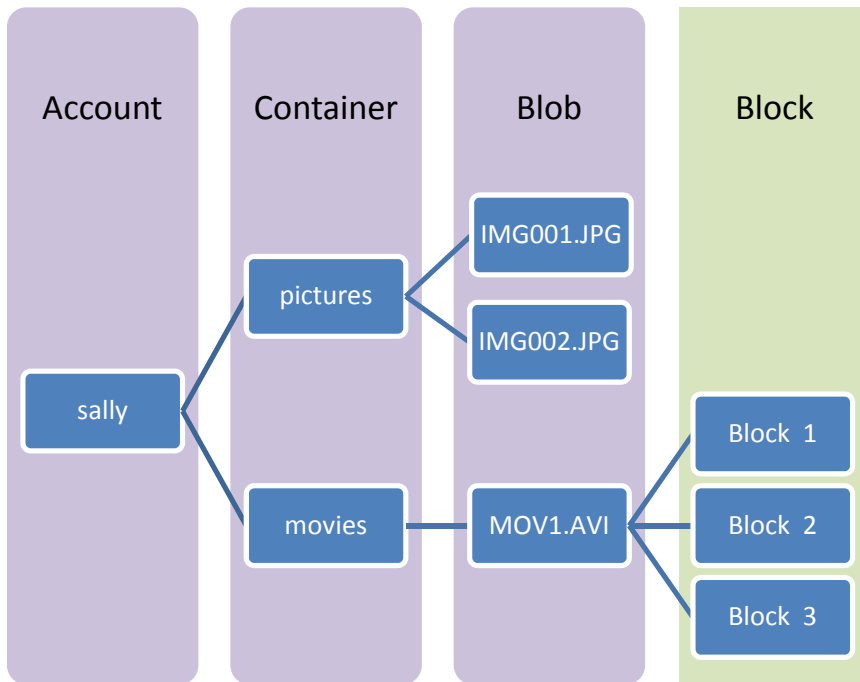 Account
Container
Blob
Block
IMG001.JPG
pictures
IMG002.JPG
sally
Block 1
movies
MOV1.AVI
Block 2
Block 3